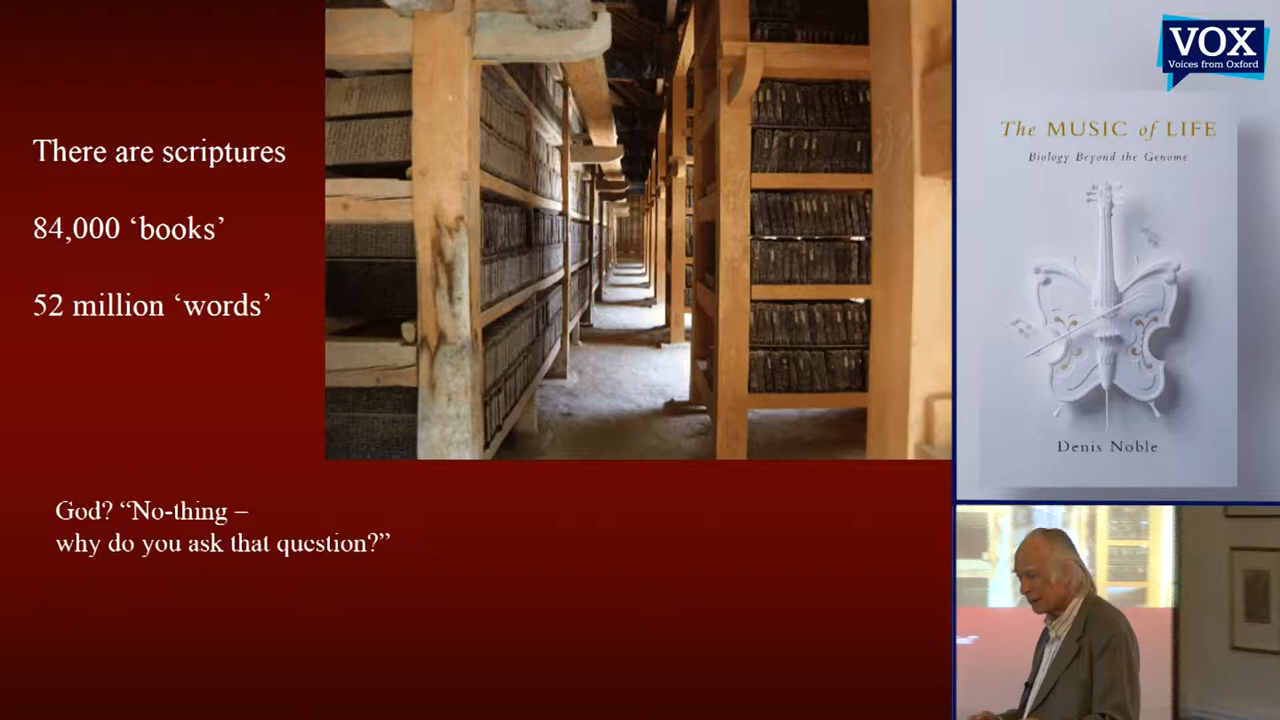 There are scriptures
84,000 ‘books’
52 million ‘words’
God? “No-thing –
why do you ask that question?”
VOX
Voices from Oxford
The MUSIC of LIFE
Biology Beyond the Genome
Denis Noble